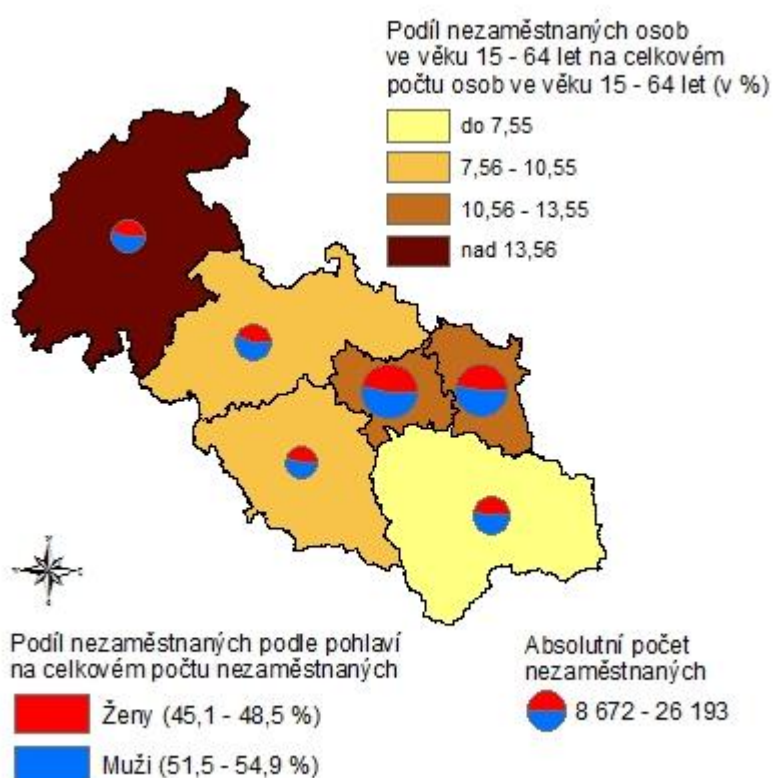 Podíl nezaměstnaných osob
ve věku 15 - 64 let na celkovém
počtu osob ve věku 15 - 64 let (v %)
do 7,55
7,56 - 10,55
10,56 - 13,55
nad 13,56
Podíl nezaměstnaných podle pohlaví
na celkovém počtu nezaměstnaných
Ženy (45,1 - 48,5 %)
Muži (51,5 - 54,9 %)
Absolutní počet
nezaměstnaných
8 672 - 26 193